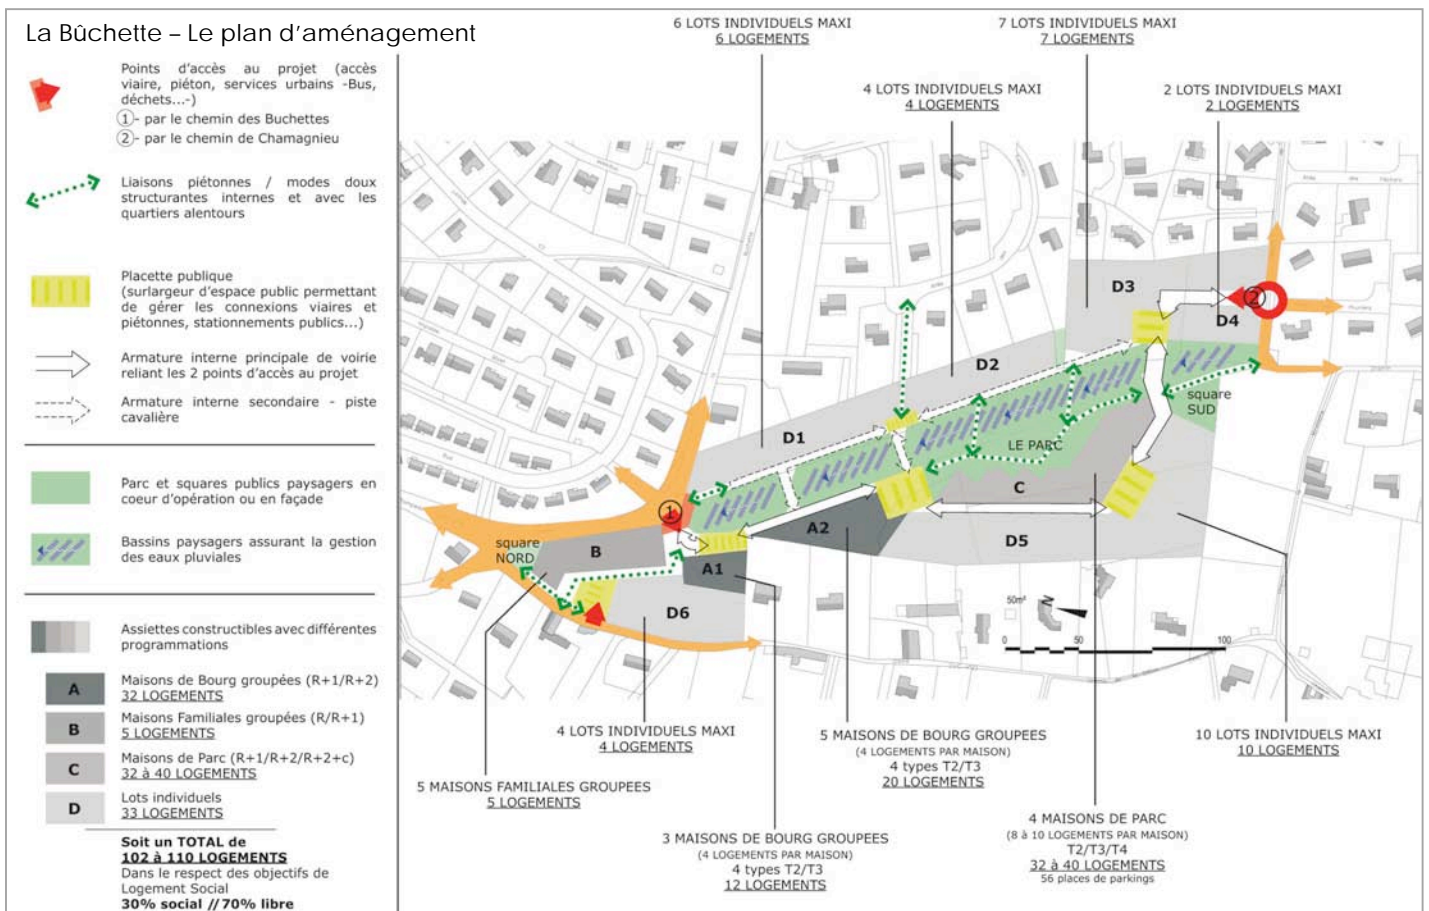 La Bûchette – Le plan d'aménagement
Points d'accès au projet (accès
viaire, piéton, services urbains -Bus,
déchets...-)
①- par le chemin des Buchettes
②- par le chemin de Chamagnieu
Liaisons piétonnes / modes doux
structurantes internes et avec les
quartiers alentours
Placette publique
(surlargeur d'espace public permettant
de gérer les connexions viaires et
piétonnes, stationnements publics...)
Armature interne principale de voirie
reliant les 2 points d'accès au projet
Armature interne secondaire - piste
cavalière
Parc et squares publics paysagers en
coeur d'opération ou en façade
Bassins paysagers assurant la gestion
des eaux pluviales
Assiettes constructibles avec différentes
programmations
A
Maisons de Bourg groupées (R+1/R+2)
32 LOGEMENTS
B
Maisons Familiales groupées (R/R+1)
5 LOGEMENTS
C
Maisons de Parc (R+1/R+2/R+2+c)
32 à 40 LOGEMENTS
D
Lots individuels
33 LOGEMENTS
Soit un TOTAL de
102 à 110 LOGEMENTS
Dans le respect des objectifs de
Logement Social
30% social // 70% libre
6 LOTS INDIVIDUELS MAXI
6 LOGEMENTS
7 LOTS INDIVIDUELS MAXI
7 LOGEMENTS
4 LOTS INDIVIDUELS MAXI
4 LOGEMENTS
2 LOTS INDIVIDUELS MAXI
2 LOGEMENTS
D3
②
D4
D2
square
SUD
D1
LE PARC
C
①
A2
D5
square
NORD
B
A1
D6
50m²
N
0
50
100
4 LOTS INDIVIDUELS MAXI
4 LOGEMENTS
5 MAISONS FAMILIALES GROUPEES
5 LOGEMENTS
5 MAISONS DE BOURG GROUPEES
(4 LOGEMENTS PAR MAISON)
4 types T2/T3
20 LOGEMENTS
10 LOTS INDIVIDUELS MAXI
10 LOGEMENTS
3 MAISONS DE BOURG GROUPEES
(4 LOGEMENTS PAR MAISON)
4 types T2/T3
12 LOGEMENTS
4 MAISONS DE PARC
(8 à 10 LOGEMENTS PAR MAISON)
T2/T3/T4
32 à 40 LOGEMENTS
56 places de parkings